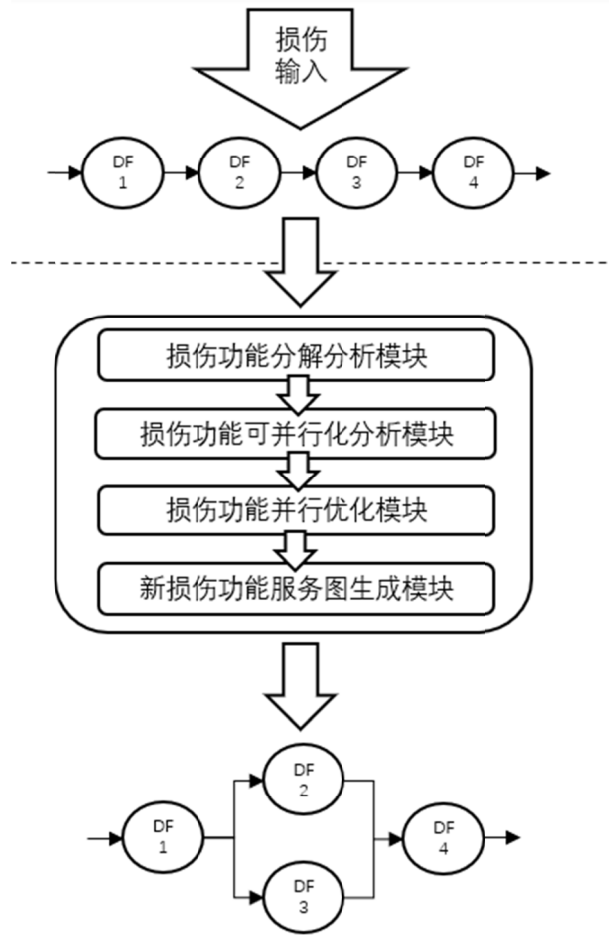 损伤
输入
DF
1
DF
2
DF
3
DF
4
损伤功能分解分析模块
损伤功能可并行化分析模块
损伤功能并行优化模块
新损伤功能服务图生成模块
DF
2
DF
1
DF
4
DF
3